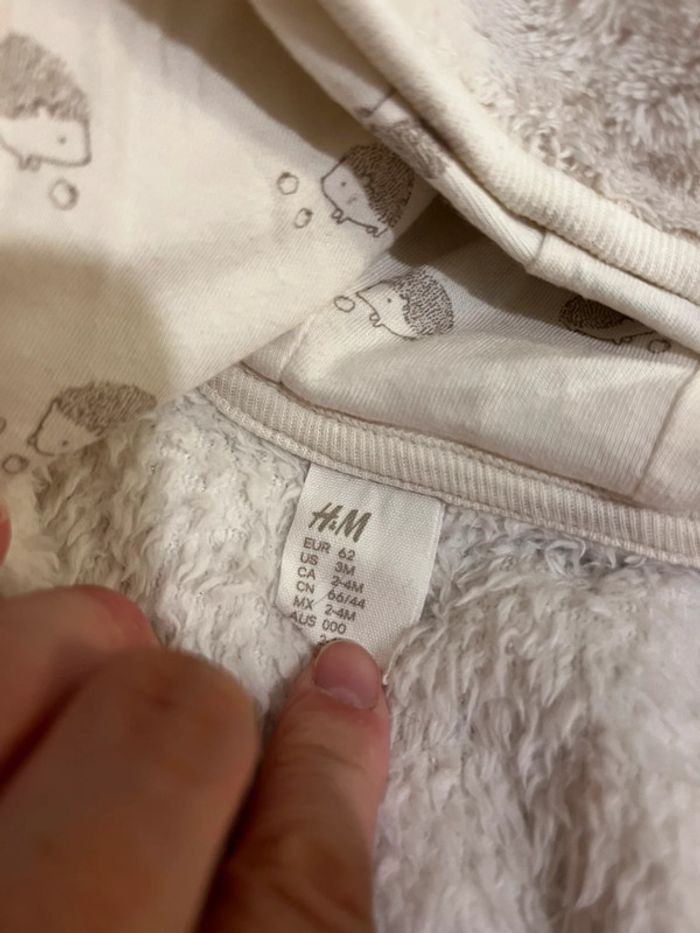 H&M
EUR 62
US 3M
CA 2-4M
CN 66/44
MX 2-4M
AUS 000